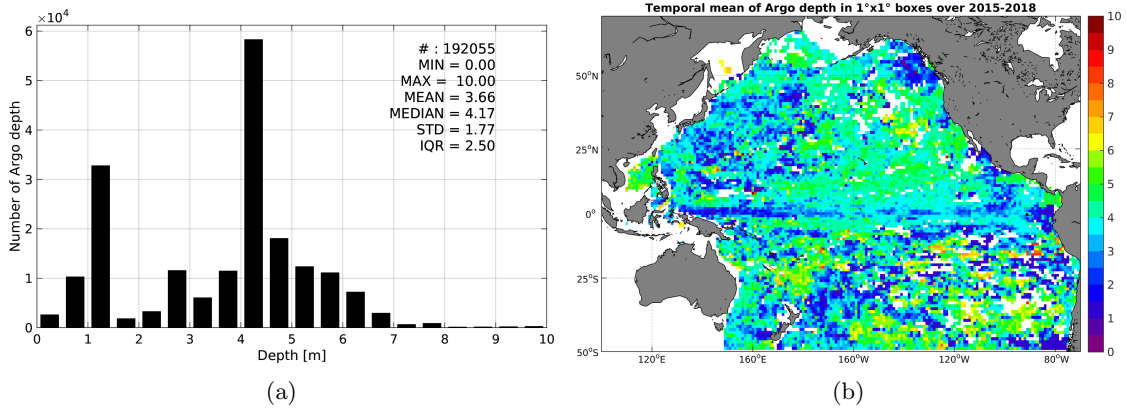 ×10⁴
6
5
4
3
2
1
0
Number of Argo depth
# : 192055
MIN = 0.00
MAX = 10.00
MEAN = 3.66
MEDIAN = 4.17
STD = 1.77
IQR = 2.50
0 1 2 3 4 5 6 7 8 9 10
Depth [m]
(a)
Temporal mean of Argo depth in 1°x1° boxes over 2015-2018
50°N
25°N
0°
25°S
50°S
120°E 160°E 160°W 120°W 80°W
10
9
8
7
6
5
4
3
2
1
0
(b)